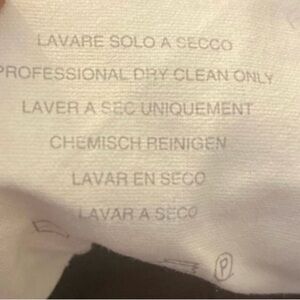 LAVARE SOLO A SECCO
PROFESSIONAL DRY CLEAN ONLY
LAVER A SEC UNIQUEMENT
CHEMISCH REINIGEN
LAVAR EN SECO
LAVAR A SECO
P